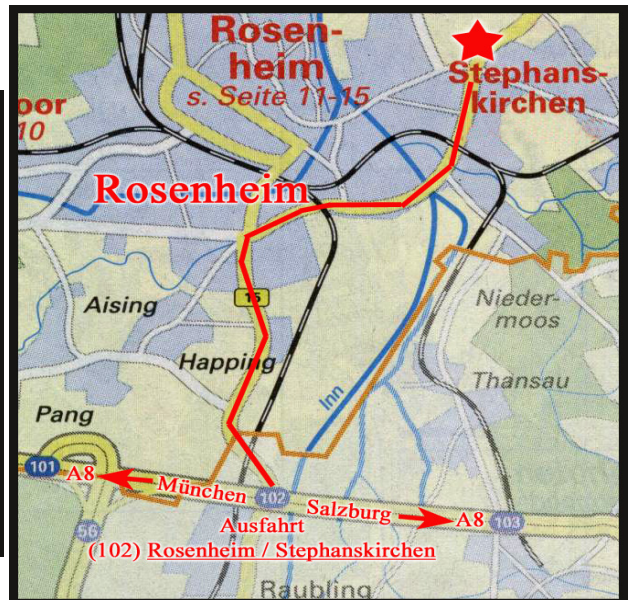 Rosen-
heim
s. Seite 11-15
Stephans-
kirchen
oor
10
Rosenheim
15
Aising
Happing
Nieder-
moos
Thansau
Inn
Pang
101
A8
München
102
Salzburg
A8
103
56
Ausfahrt
(102) Rosenheim / Stephanskirchen
Raubling